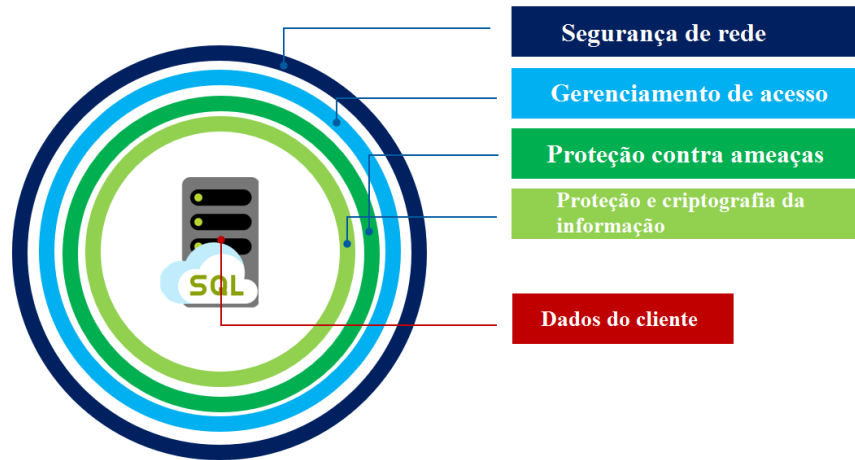 Segurança de rede
Gerenciamento de acesso
Proteção contra ameaças
Proteção e criptografia da
informação
SQL
Dados do cliente